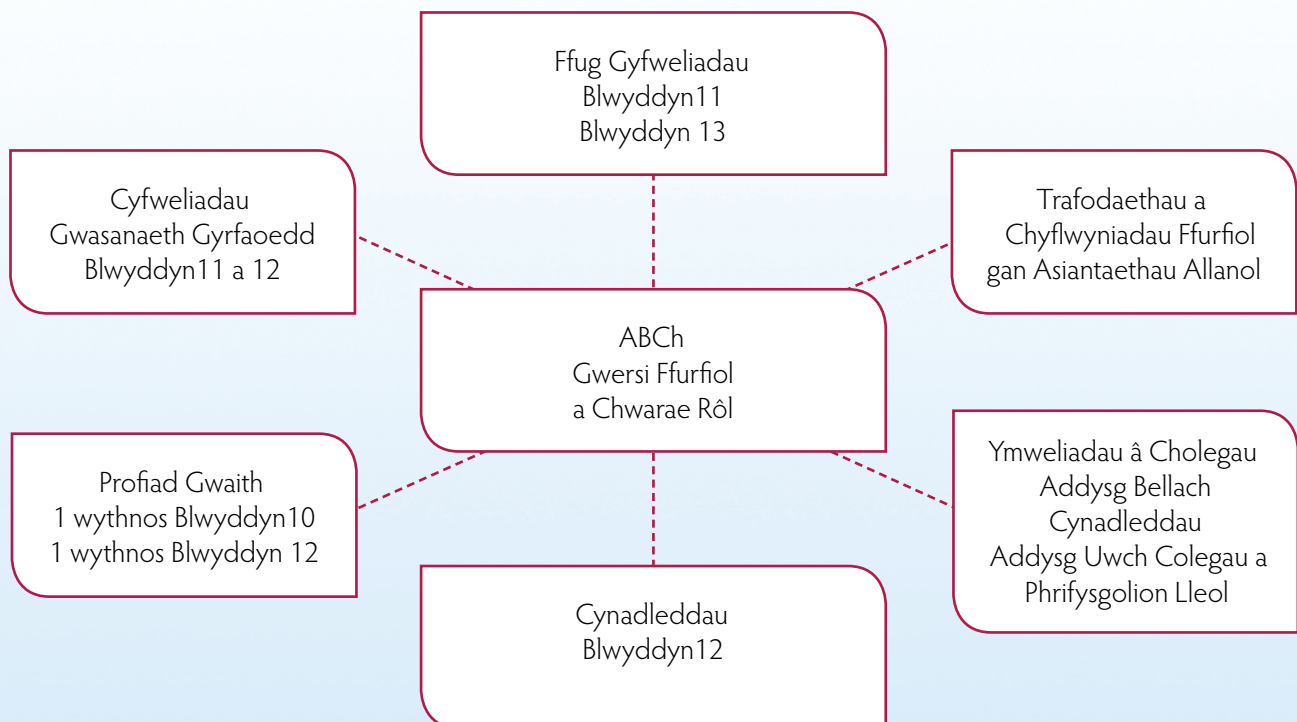 Ffug Gyfweliadau
Blwyddyn11
Blwyddyn 13
Cyfweliadau
Gwasanaeth Gyrfaoedd
Blwyddyn11 a 12
Trafodaethau a
Chyflwyniadau Ffurfiol
gan Asiantaethau Allanol
ABCh
Gwersi Ffurfiol
a Chwarae Rôl
Profiad Gwaith
1 wythnos Blwyddyn10
1 wythnos Blwyddyn 12
Ymweliadau â Cholegau
Addysg Bellach
Cynadleddau
Addysg Uwch Colegau a
Phrifysgolion Lleol
Cynadleddau
Blwyddyn12